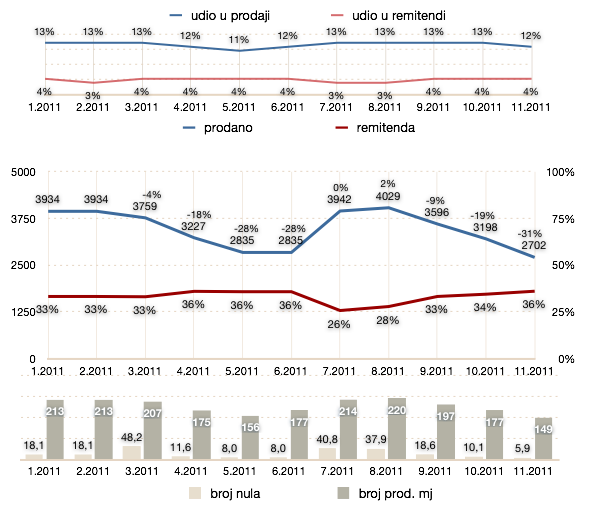 udio u prodaji udio u remitendi
13% 13% 13% 12% 11% 12% 13% 13% 13% 13% 12%
4% 3% 4% 4% 4% 4% 3% 3% 4% 4% 4%
1.2011 2.2011 3.2011 4.2011 5.2011 6.2011 7.2011 8.2011 9.2011 10.2011 11.2011
prodano remitenda
5000 100%
3934 3934 -4% 3759 -18% 3227 -28% 2835 -28% 2835 0% 3942 2% 4029 -9% 3596 -19% 3198 -31% 2702
3750 75%
2500 50%
1250 25%
33% 33% 33% 36% 36% 36% 26% 28% 33% 34% 36%
0 0%
1.2011 2.2011 3.2011 4.2011 5.2011 6.2011 7.2011 8.2011 9.2011 10.2011 11.2011
18,1 213 18,1 213 48,2 207 11,6 175 8,0 156 8,0 177 40,8 214 37,9 220 18,6 197 10,1 177 5,9 149
1.2011 2.2011 3.2011 4.2011 5.2011 6.2011 7.2011 8.2011 9.2011 10.2011 11.2011
broj nula broj prod. mj